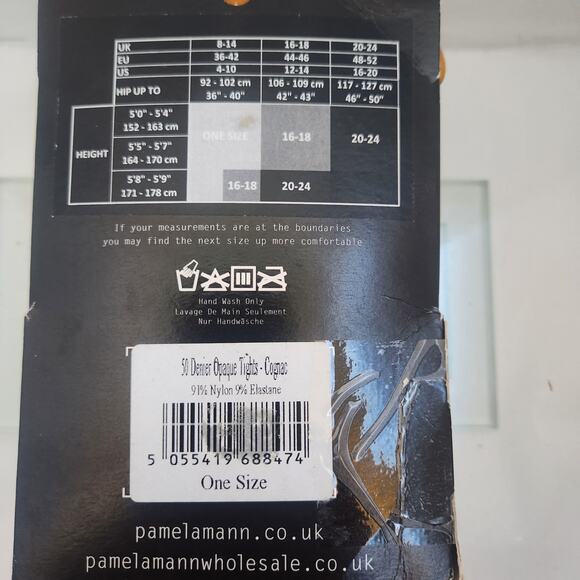 UK 8-14 16-18 20-24
EU 36-42 44-46 48-52
US 4-10 12-14 16-20
HIP UP TO 92 - 102 cm 106 - 109 cm 117 - 127 cm
36" - 40" 42" - 43" 46" - 50"
HEIGHT
5'0" - 5'4"
152 - 163 cm
5'5" - 5'7"
164 - 170 cm
5'8" - 5'9"
171 - 178 cm
ONE SIZE 16-18 20-24
16-18 20-24
If your measurements are at the boundaries
you may find the next size up more comfortable
Hand Wash Only
Lavage De Main Seulement
Nur Handwäsche
50 Denier Opaque Tights - Cognac
91% Nylon 9% Elastane
5 055419 688474
One Size
pamelamann.co.uk
pamelamannwholesale.co.uk